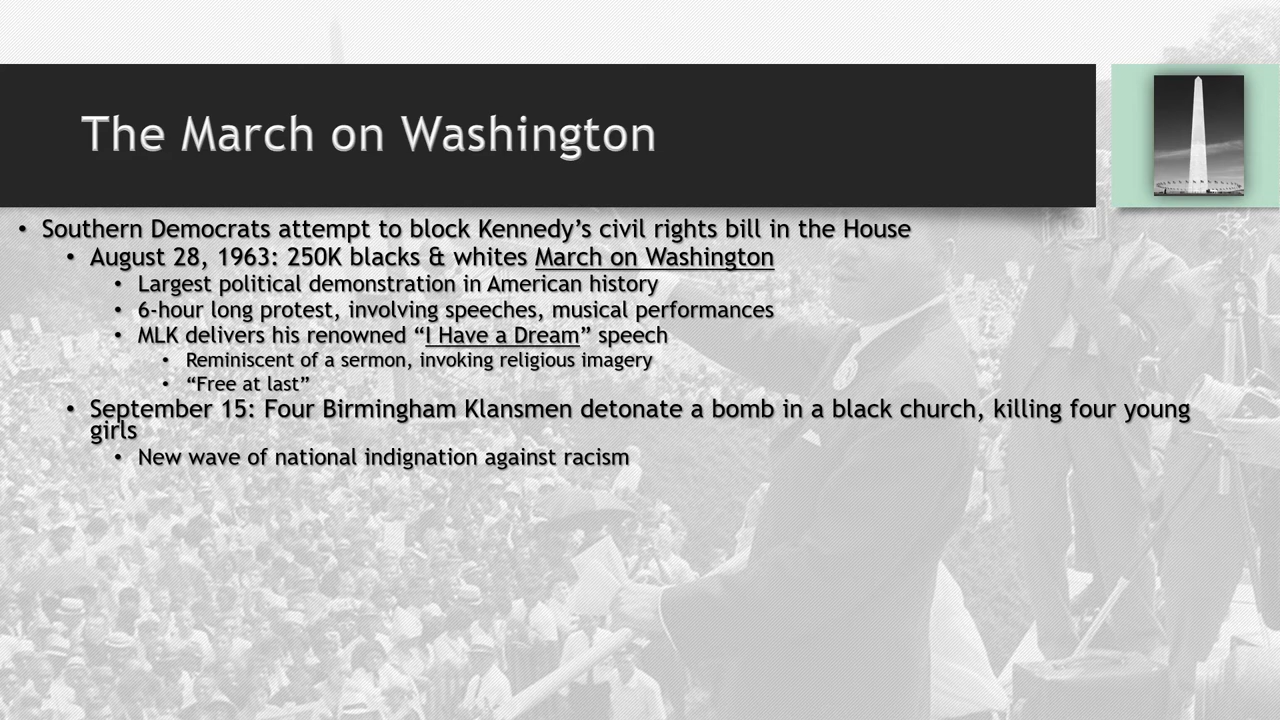 The March on Washington
• Southern Democrats attempt to block Kennedy’s civil rights bill in the House
• August 28, 1963: 250K blacks & whites March on Washington
• Largest political demonstration in American history
• 6-hour long protest, involving speeches, musical performances
• MLK delivers his renowned “I Have a Dream” speech
• Reminiscent of a sermon, invoking religious imagery
• “Free at last”
• September 15: Four Birmingham Klansmen detonate a bomb in a black church, killing four young
girls
• New wave of national indignation against racism